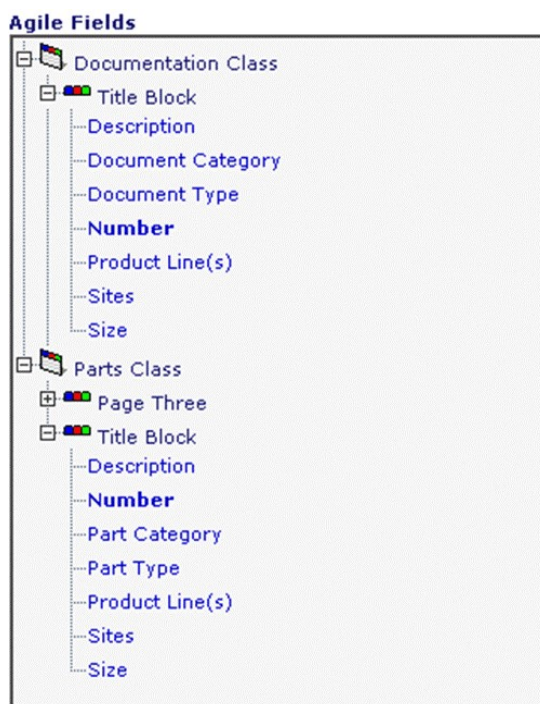 Agile Fields
Documentation Class
Title Block
Description
Document Category
Document Type
Number
Product Line(s)
Sites
Size
Parts Class
Page Three
Title Block
Description
Number
Part Category
Part Type
Product Line(s)
Sites
Size